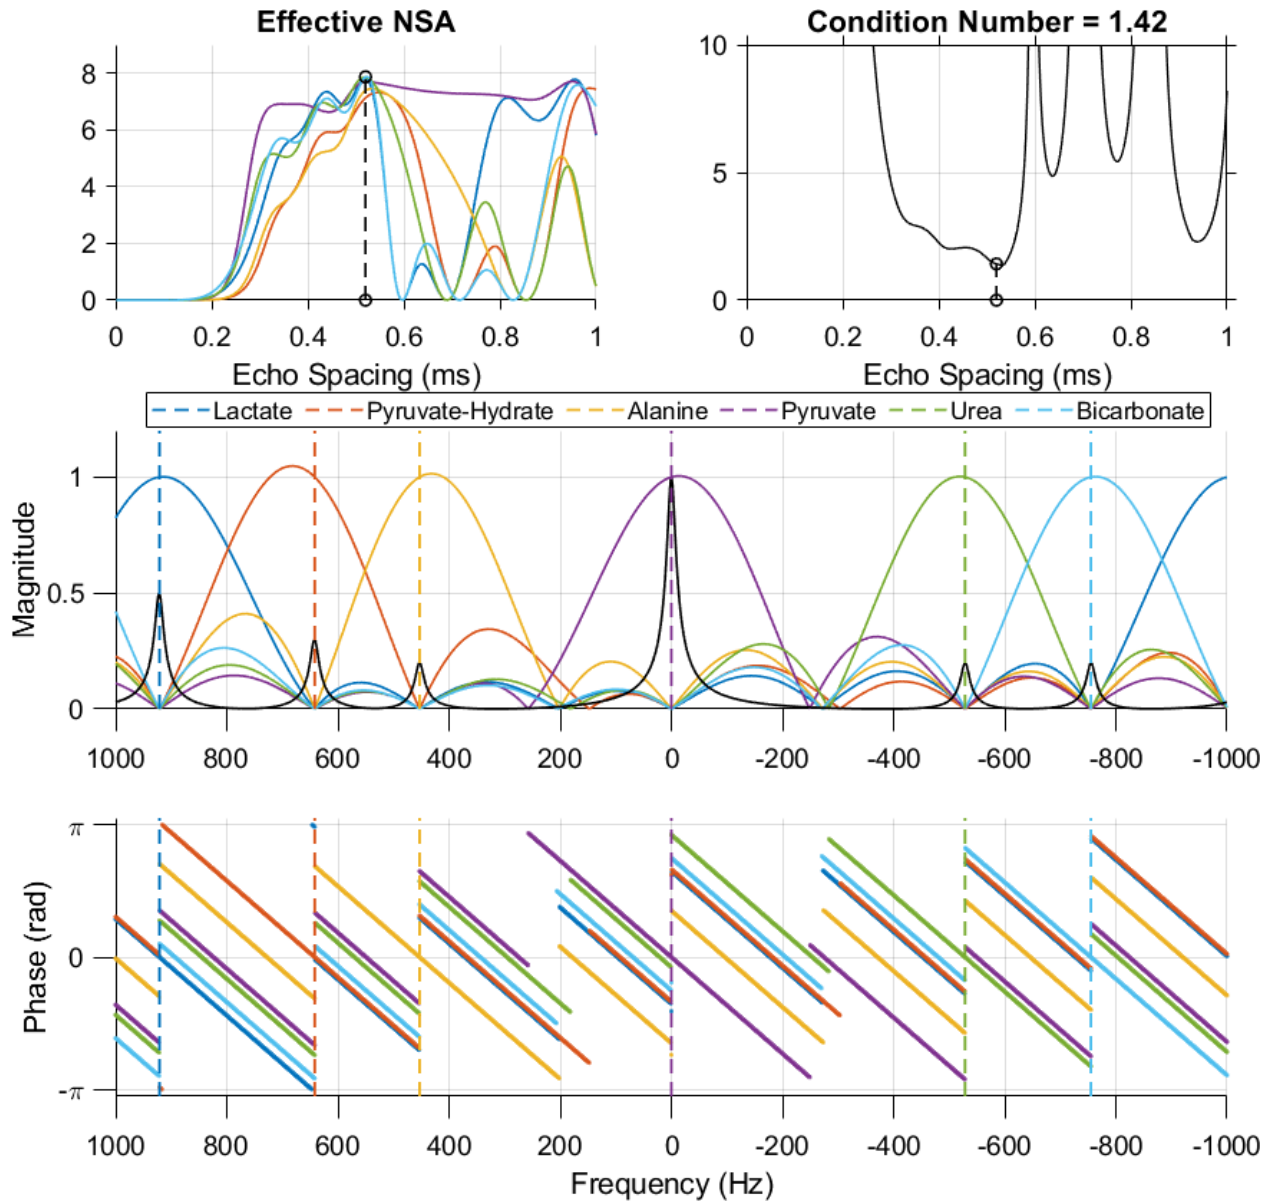 Effective NSA
Condition Number = 1.42
8
6
4
2
0
0 0.2 0.4 0.6 0.8 1
Echo Spacing (ms)
10
5
0
0 0.2 0.4 0.6 0.8 1
Echo Spacing (ms)
Lactate Pyruvate-Hydrate Alanine Pyruvate Urea Bicarbonate
Magnitude
1
0.5
0
1000 800 600 400 200 0 -200 -400 -600 -800 -1000
Phase (rad)
π
0
-π
1000 800 600 400 200 0 -200 -400 -600 -800 -1000
Frequency (Hz)